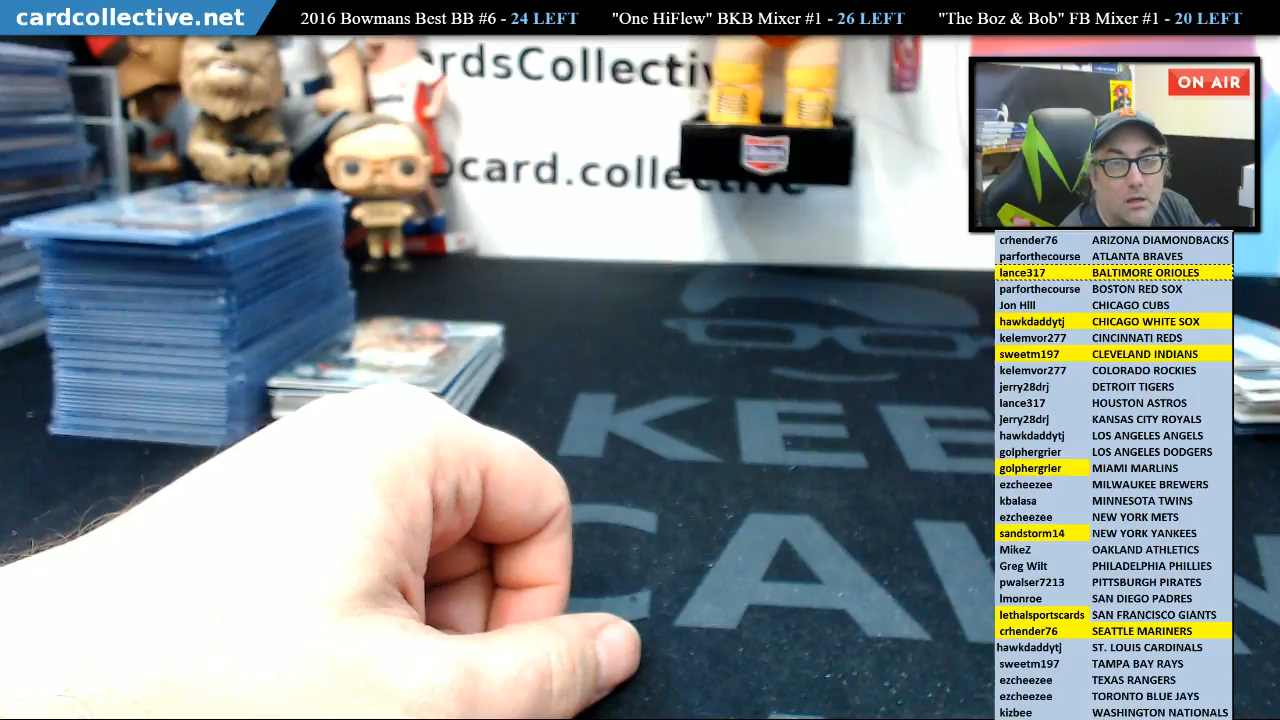 cardcollective.net
2016 Bowmans Best BB #6 - 24 LEFT
"One HiFlew" BKB Mixer #1 - 26 LEFT
"The Boz & Bob" FB Mixer #1 - 20 LEFT
ON AIR
crhender76 ARIZONA DIAMONDBACKS
parforthecourse ATLANTA BRAVES
lance317 BALTIMORE ORIOLES
parforthecourse BOSTON RED SOX
Jon Hill CHICAGO CUBS
hawkdaddytj CHICAGO WHITE SOX
kelemvor277 CINCINNATI REDS
sweetm197 CLEVELAND INDIANS
kelemvor277 COLORADO ROCKIES
jerry28drj DETROIT TIGERS
lance317 HOUSTON ASTROS
jerry28drj KANSAS CITY ROYALS
hawkdaddytj LOS ANGELES ANGELS
golphergrier LOS ANGELES DODGERS
golphergrier MIAMI MARLINS
ezcheezee MILWAUKEE BREWERS
kbalasa MINNESOTA TWINS
ezcheezee NEW YORK METS
sandstorm14 NEW YORK YANKEES
MikeZ OAKLAND ATHLETICS
Greg Wilt PHILADELPHIA PHILLIES
pwalser7213 PITTSBURGH PIRATES
lmonroe SAN DIEGO PADRES
lethalsportscards SAN FRANCISCO GIANTS
crhender76 SEATTLE MARINERS
hawkdaddytj ST. LOUIS CARDINALS
sweetm197 TAMPA BAY RAYS
ezcheezee TEXAS RANGERS
ezcheezee TORONTO BLUE JAYS
kizbee WASHINGTON NATIONALS
rdsCollectiv
card.collective
KEE
CA